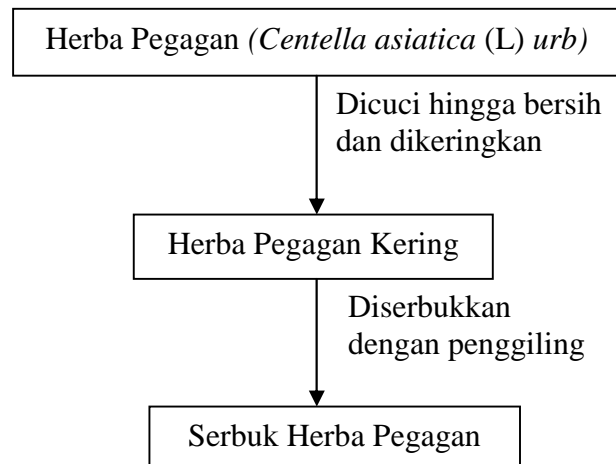 Herba Pegagan (Centella asiatica (L) urb)
Dicuci hingga bersih
dan dikeringkan
Herba Pegagan Kering
Diserbukkan
dengan penggiling
Serbuk Herba Pegagan